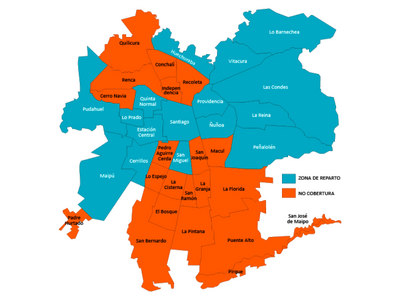 Lo Barnechea
Quilicura
Huechuraba
Vitacura
Conchalí
Renca
Recoleta
Las Condes
Indepen
dencia
Cerro Navia
Quinta
Normal
Providencia
Pudahuel
Lo Prado
Santiago
La Reina
Ñuñoa
Estación
Central
Pedro
Aguirre
Cerda
San
Miguel
San
Joaquín
Macul
Peñalolén
Cerrillos
Maipú
Lo Espejo
La
Cisterna
La
Granja
La Florida
San
Ramón
ZONA DE REPARTO
NO COBERTURA
El Bosque
Padre
Hurtado
San José
de Maipo
La Pintana
San Bernardo
Puente Alto
Pirque